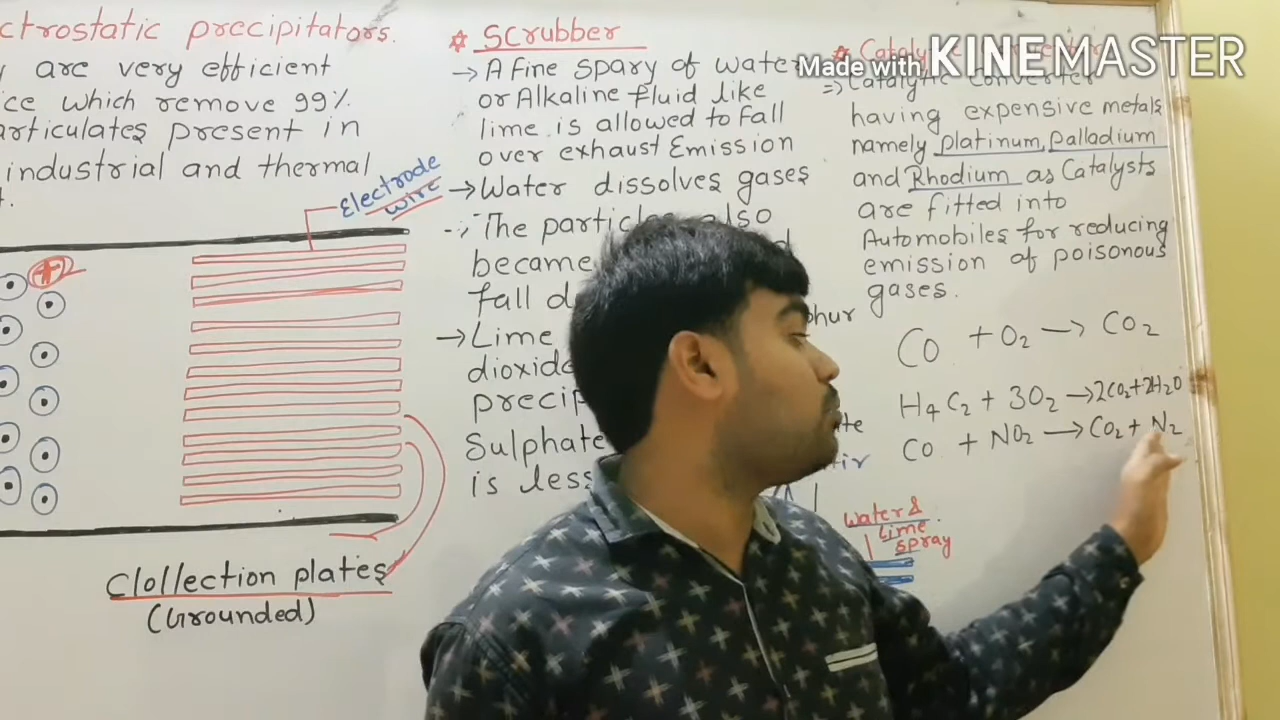 ctrostatic precipitators.
are very efficient
ce which remove 99%
articulates present in
industrial and thermal
Electrode
wire
Clollection plates
(Grounded)
* Scrubber
→ A fine spary of water
or Alkaline fluid like
lime is allowed to fall
over exhaust Emission
→ Water dissolves gases
The particles also
became
fall d
→ Lime
dioxide
precip
Sulphate
is less
phur
te
air
water &
lime
spray
Made with KINEMASTER
⇒ Catalytic converter
having expensive metals
namely platinum, palladium
and Rhodium as Catalysts
are fitted into
Automobiles for reducing
emission of poisonous
gases.
CO + O2 → CO2
H4C2 + 3O2 → 2CO2+2H2O
CO + NO2 → CO2 + N2